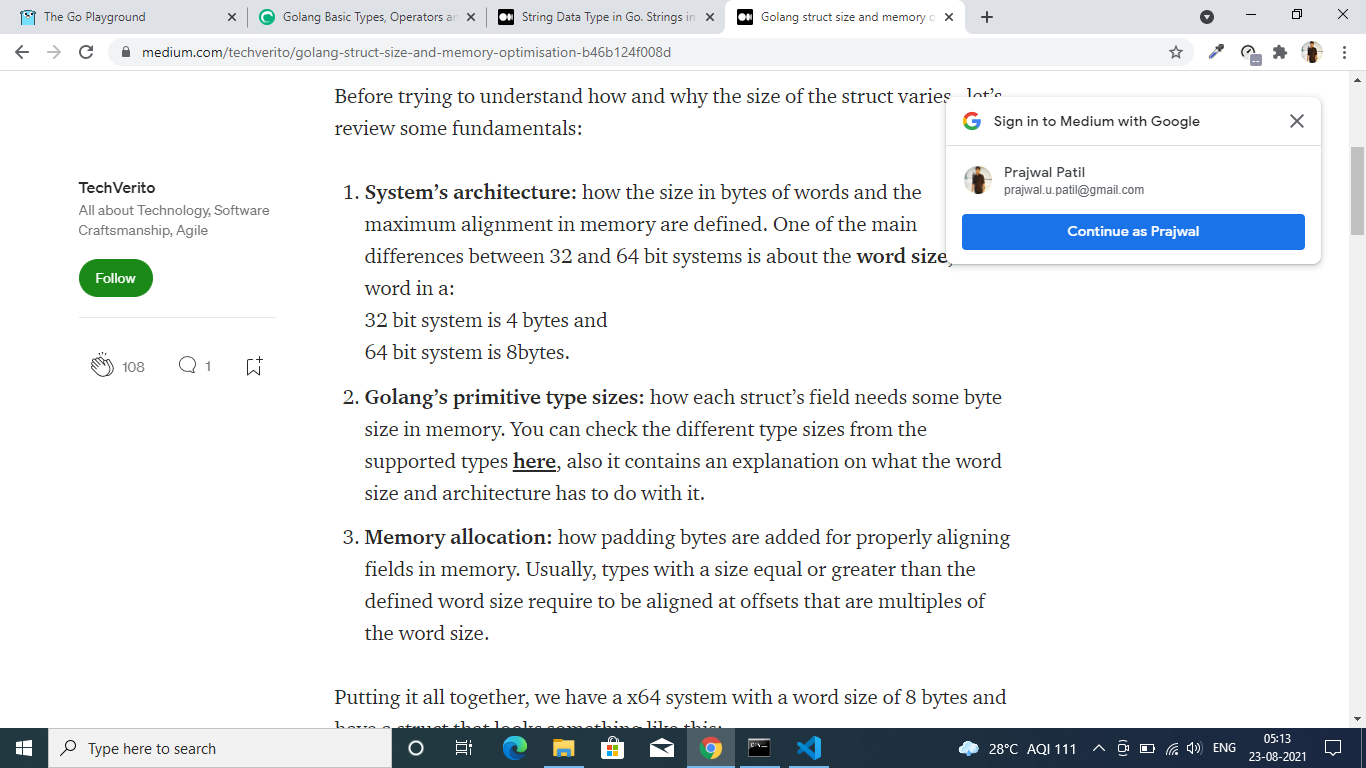 The Go Playground
Golang Basic Types, Operators an
String Data Type in Go. Strings in
Golang struct size and memory o
medium.com/techverito/golang-struct-size-and-memory-optimisation-b46b124f008d
Before trying to understand how and why the size of the struct varies, let's
review some fundamentals:
Sign in to Medium with Google
Prajwal Patil
prajwal.u.patil@gmail.com
Continue as Prajwal
TechVerito
All about Technology, Software
Craftsmanship, Agile
Follow
108
1
1. System's architecture: how the size in bytes of words and the
maximum alignment in memory are defined. One of the main
differences between 32 and 64 bit systems is about the word size,
word in a:
32 bit system is 4 bytes and
64 bit system is 8bytes.
2. Golang's primitive type sizes: how each struct's field needs some byte
size in memory. You can check the different type sizes from the
supported types here, also it contains an explanation on what the word
size and architecture has to do with it.
3. Memory allocation: how padding bytes are added for properly aligning
fields in memory. Usually, types with a size equal or greater than the
defined word size require to be aligned at offsets that are multiples of
the word size.
Putting it all together, we have a x64 system with a word size of 8 bytes and
have a struct that looks something like this:
Type here to search
28°C AQI 111
ENG
05:13
23-08-2021